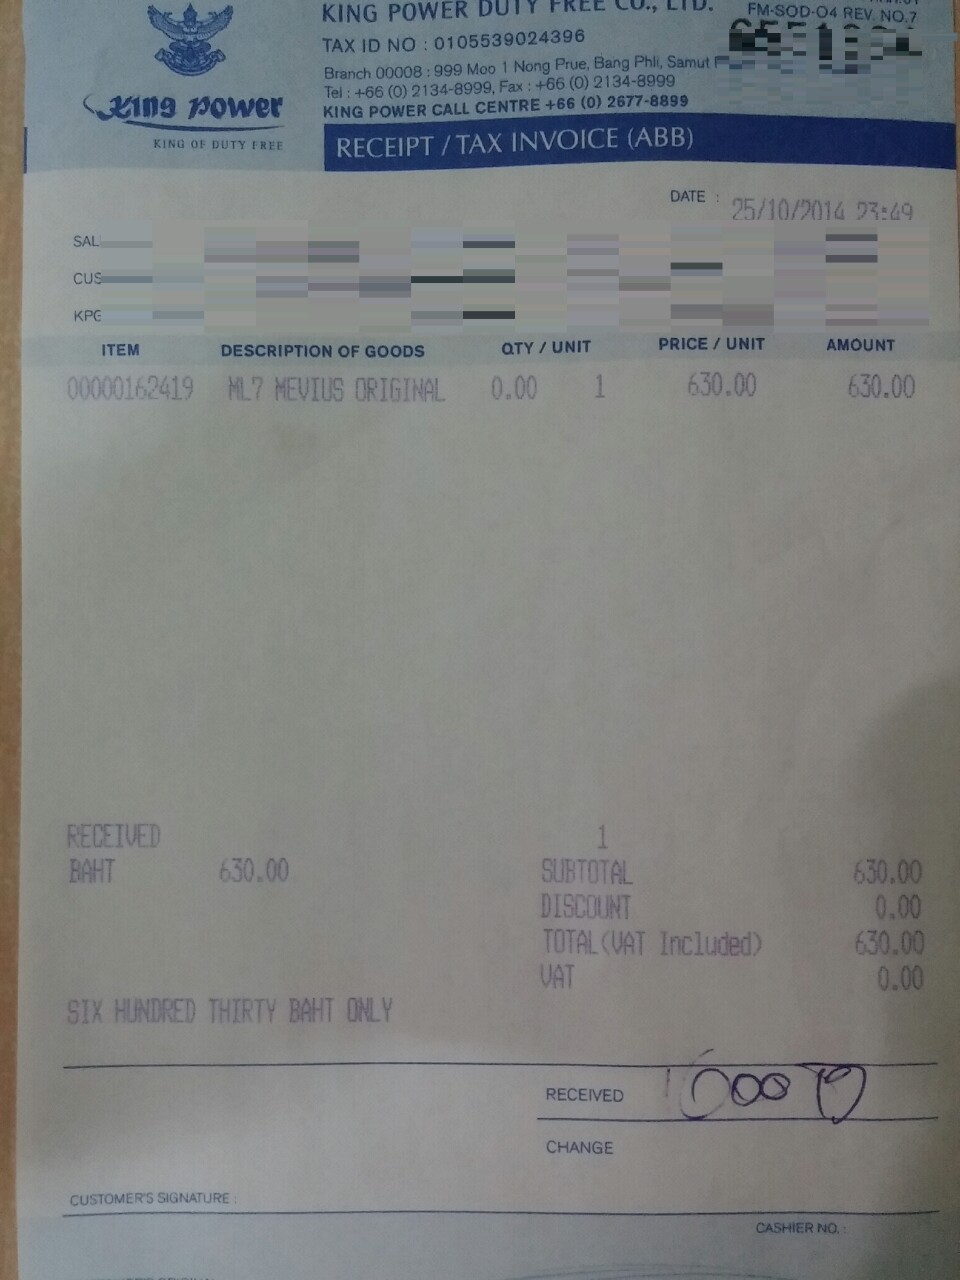 KING POWER DUTY FREE CO., LTD.
FM-SOD-04 REV. NO.7
TAX ID NO : 0105539024396
Branch 00008 : 999 Moo 1 Nong Prue, Bang Phli, Samut
Tel : +66 (0) 2134-8999, Fax : +66 (0) 2134-8999
KING POWER CALL CENTRE +66 (0) 2677-8899
King Power
KING OF DUTY FREE
RECEIPT / TAX INVOICE (ABB)
DATE : 25/10/2014 23:49
SAL
CUS
KPC
ITEM DESCRIPTION OF GOODS QTY / UNIT PRICE / UNIT AMOUNT
00000162419 ML7 MEVIUS ORIGINAL 0.00 1 630.00 630.00
RECEIVED 1
BAHT 630.00 SUBTOTAL 630.00
DISCOUNT 0.00
TOTAL(VAT Included) 630.00
VAT 0.00
SIX HUNDRED THIRTY BAHT ONLY
RECEIVED 1000
CHANGE
CUSTOMER'S SIGNATURE :
CASHIER NO. :